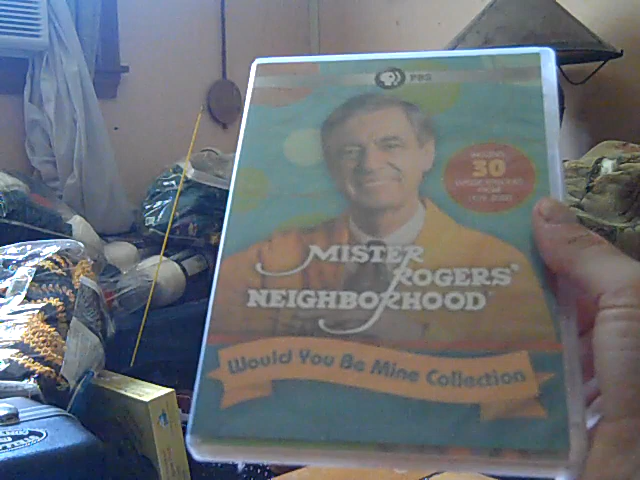 PBS
30
MISTER
ROGERS'
NEIGHBORHOOD
Would You Be Mine Collection